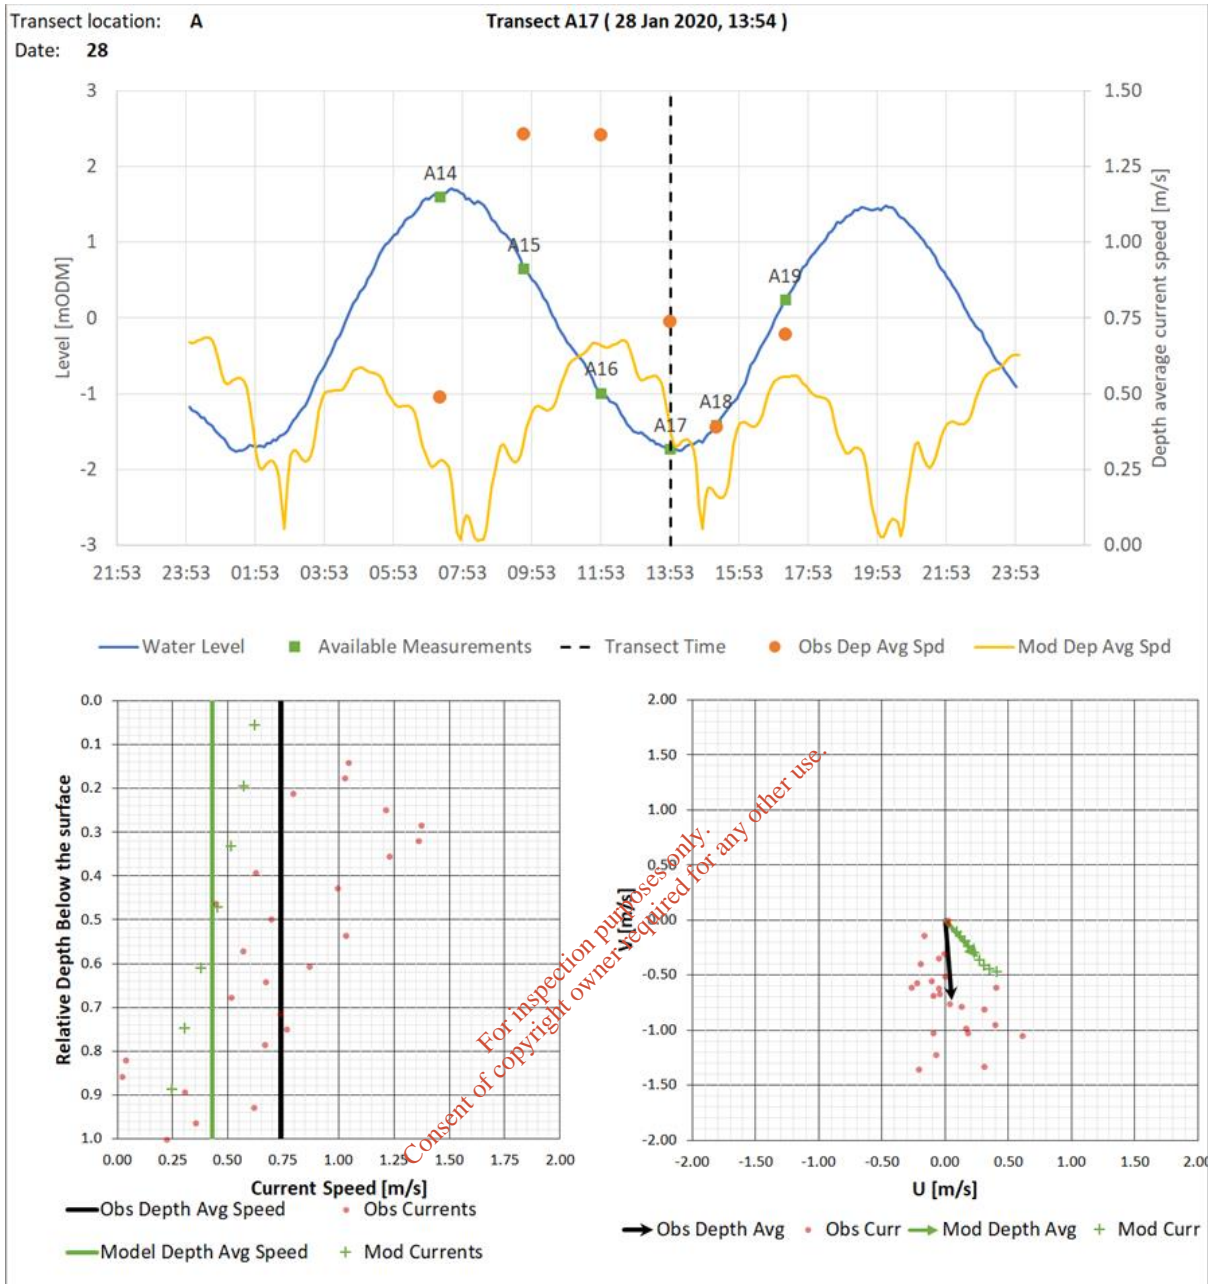 Transect location: A
Transect A17 ( 28 Jan 2020, 13:54 )
Date: 28
Level [mODM]
3
2
1
0
-1
-2
-3
1.50
1.25
1.00
0.75
0.50
0.25
0.00
Depth average current speed [m/s]
A14
A15
A16
A17
A18
A19
21:53 23:53 01:53 03:53 05:53 07:53 09:53 11:53 13:53 15:53 17:53 19:53 21:53 23:53
Water Level Available Measurements Transect Time Obs Dep Avg Spd Mod Dep Avg Spd
Relative Depth Below the surface
0.0
0.1
0.2
0.3
0.4
0.5
0.6
0.7
0.8
0.9
1.0
0.00 0.25 0.50 0.75 1.00 1.25 1.50 1.75 2.00
Current Speed [m/s]
Obs Depth Avg Speed Obs Currents
Model Depth Avg Speed Mod Currents
V [m/s]
2.00
1.50
1.00
0.50
0.00
-0.50
-1.00
-1.50
-2.00
-2.00 -1.50 -1.00 -0.50 0.00 0.50 1.00 1.50 2.00
U [m/s]
Obs Depth Avg Obs Curr Mod Depth Avg Mod Curr
For inspection purposes only.
Consent of copyright owner required for any other use.